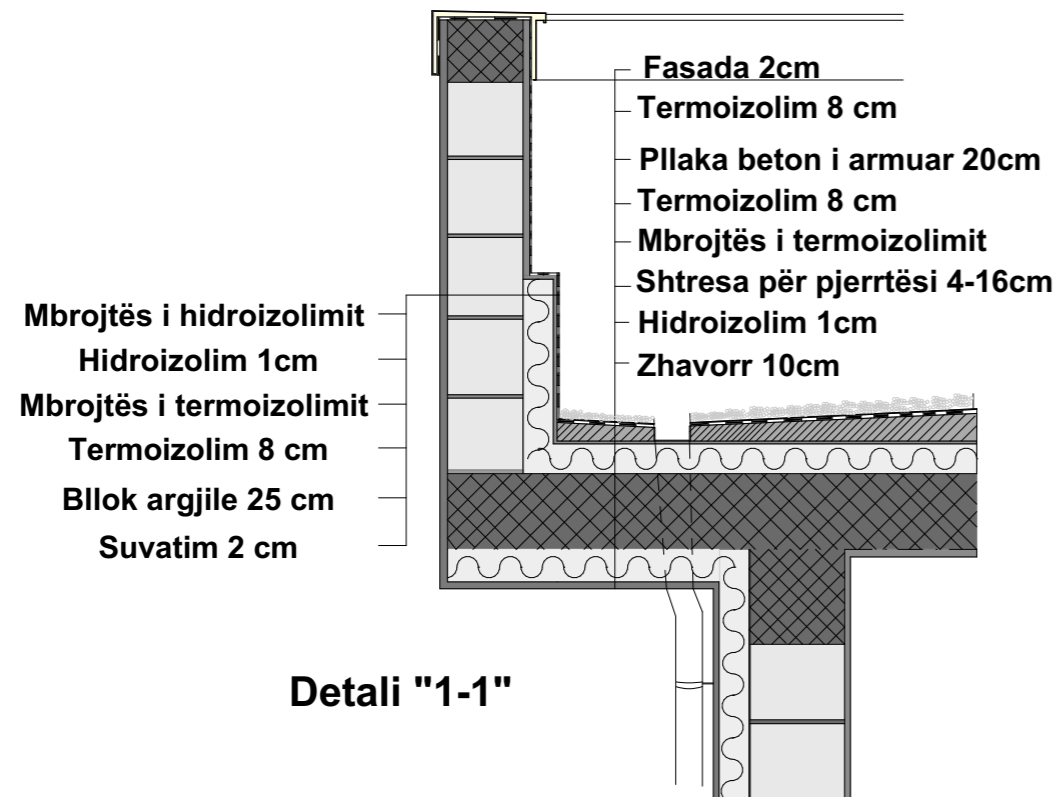 Fasada 2cm
Termoizolim 8 cm
Pllaka beton i armuar 20cm
Termoizolim 8 cm
Mbrojtës i termoizolimit
Shtresa për pjerrtësi 4-16cm
Hidroizolim 1cm
Zhavorr 10cm
Mbrojtës i hidroizolimit
Hidroizolim 1cm
Mbrojtës i termoizolimit
Termoizolim 8 cm
Bllok argjile 25 cm
Suvatim 2 cm
Detali "1-1"